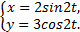 {x = 2sin2t,
y = 3cos2t.